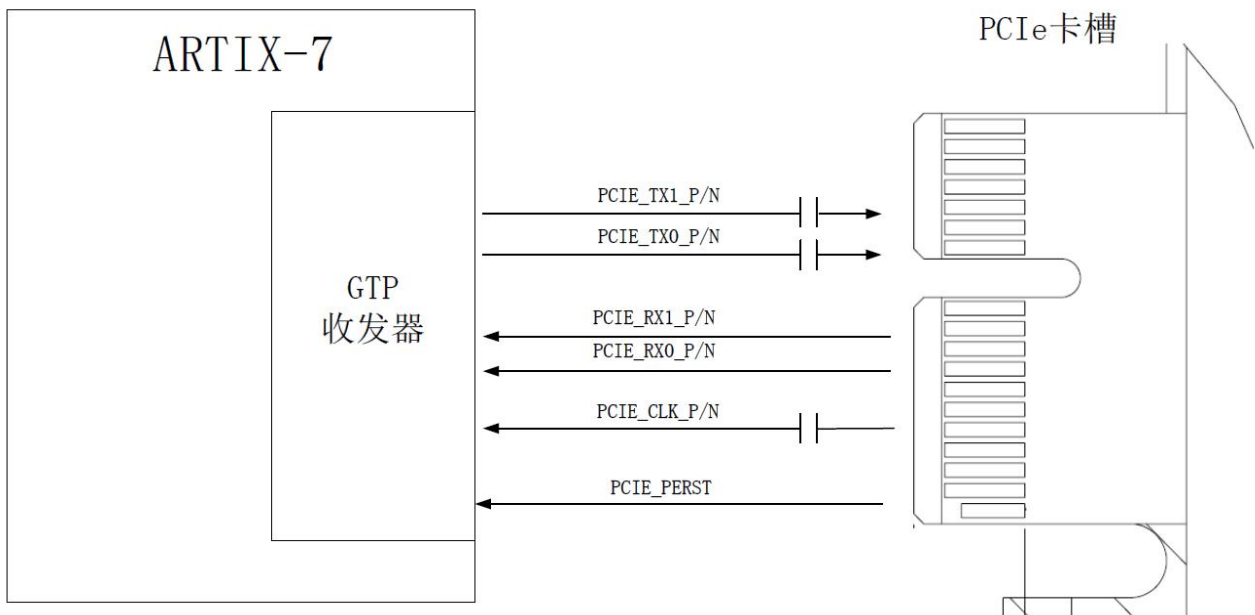 ARTIX-7
PCIe卡槽
PCIE_TX1_P/N
PCIE_TX0_P/N
GTP
收发器
PCIE_RX1_P/N
PCIE_RX0_P/N
PCIE_CLK_P/N
PCIE_PERST